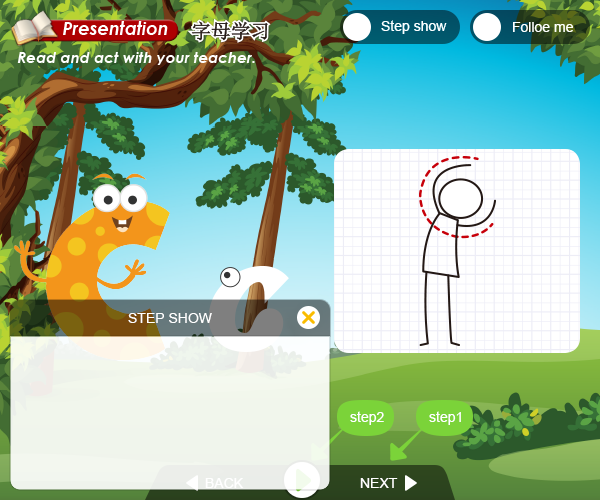 Presentation 字母学习
Step show
Folloe me
Read and act with your teacher.
STEP SHOW
step2
step1
BACK
NEXT